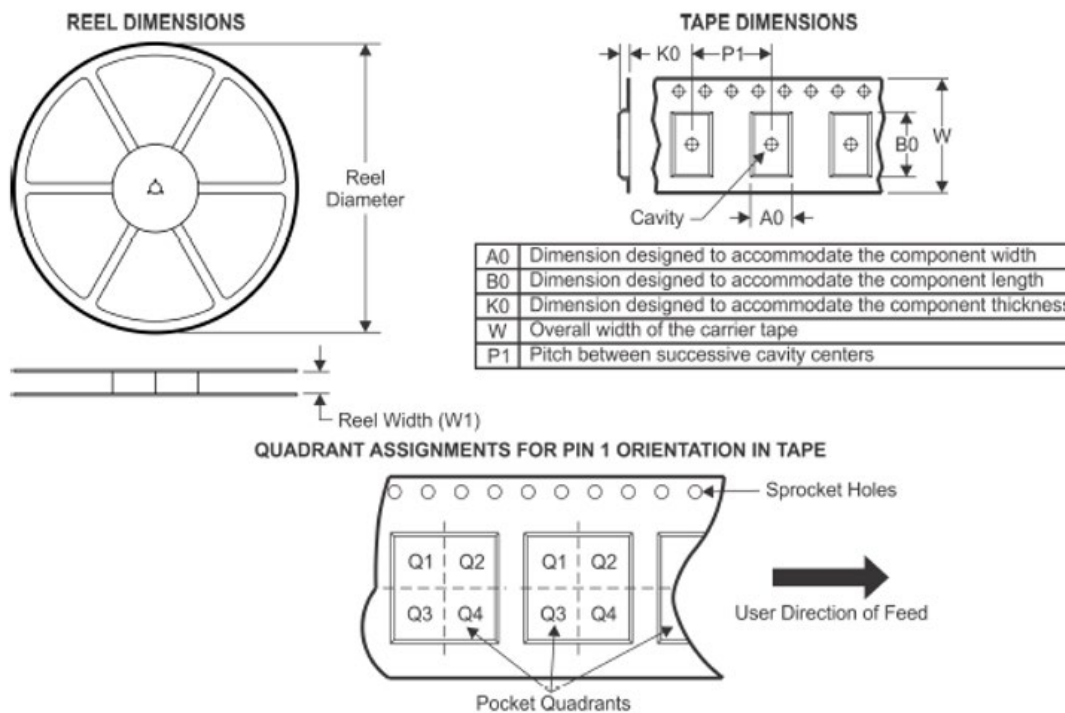 REEL DIMENSIONS
Reel
Diameter
Reel Width (W1)
TAPE DIMENSIONS
K0
P1
B0
W
Cavity
A0
A0 Dimension designed to accommodate the component width
B0 Dimension designed to accommodate the component length
K0 Dimension designed to accommodate the component thickness
W Overall width of the carrier tape
P1 Pitch between successive cavity centers
QUADRANT ASSIGNMENTS FOR PIN 1 ORIENTATION IN TAPE
Sprocket Holes
Q1 Q2 Q1 Q2
Q3 Q4 Q3 Q4
User Direction of Feed
Pocket Quadrants